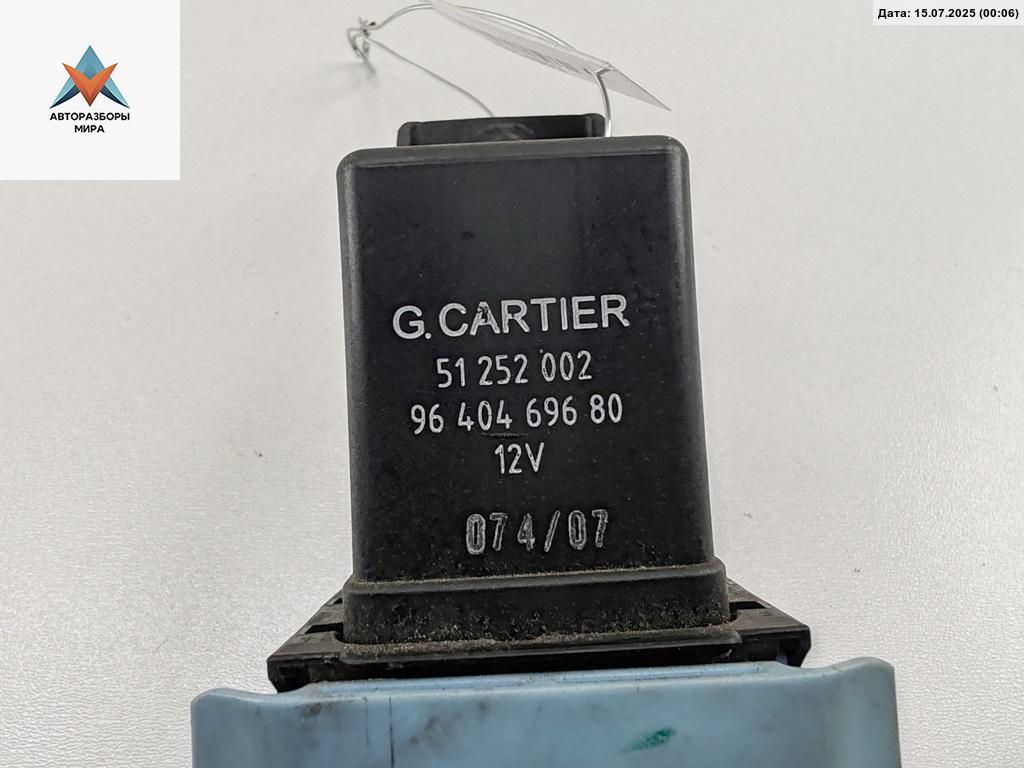 Дата: 15.07.2025 (00:06)
АВТОРАЗБОРЫ
МИРА
G. CARTIER
51 252 002
96 404 696 80
12V
074/07